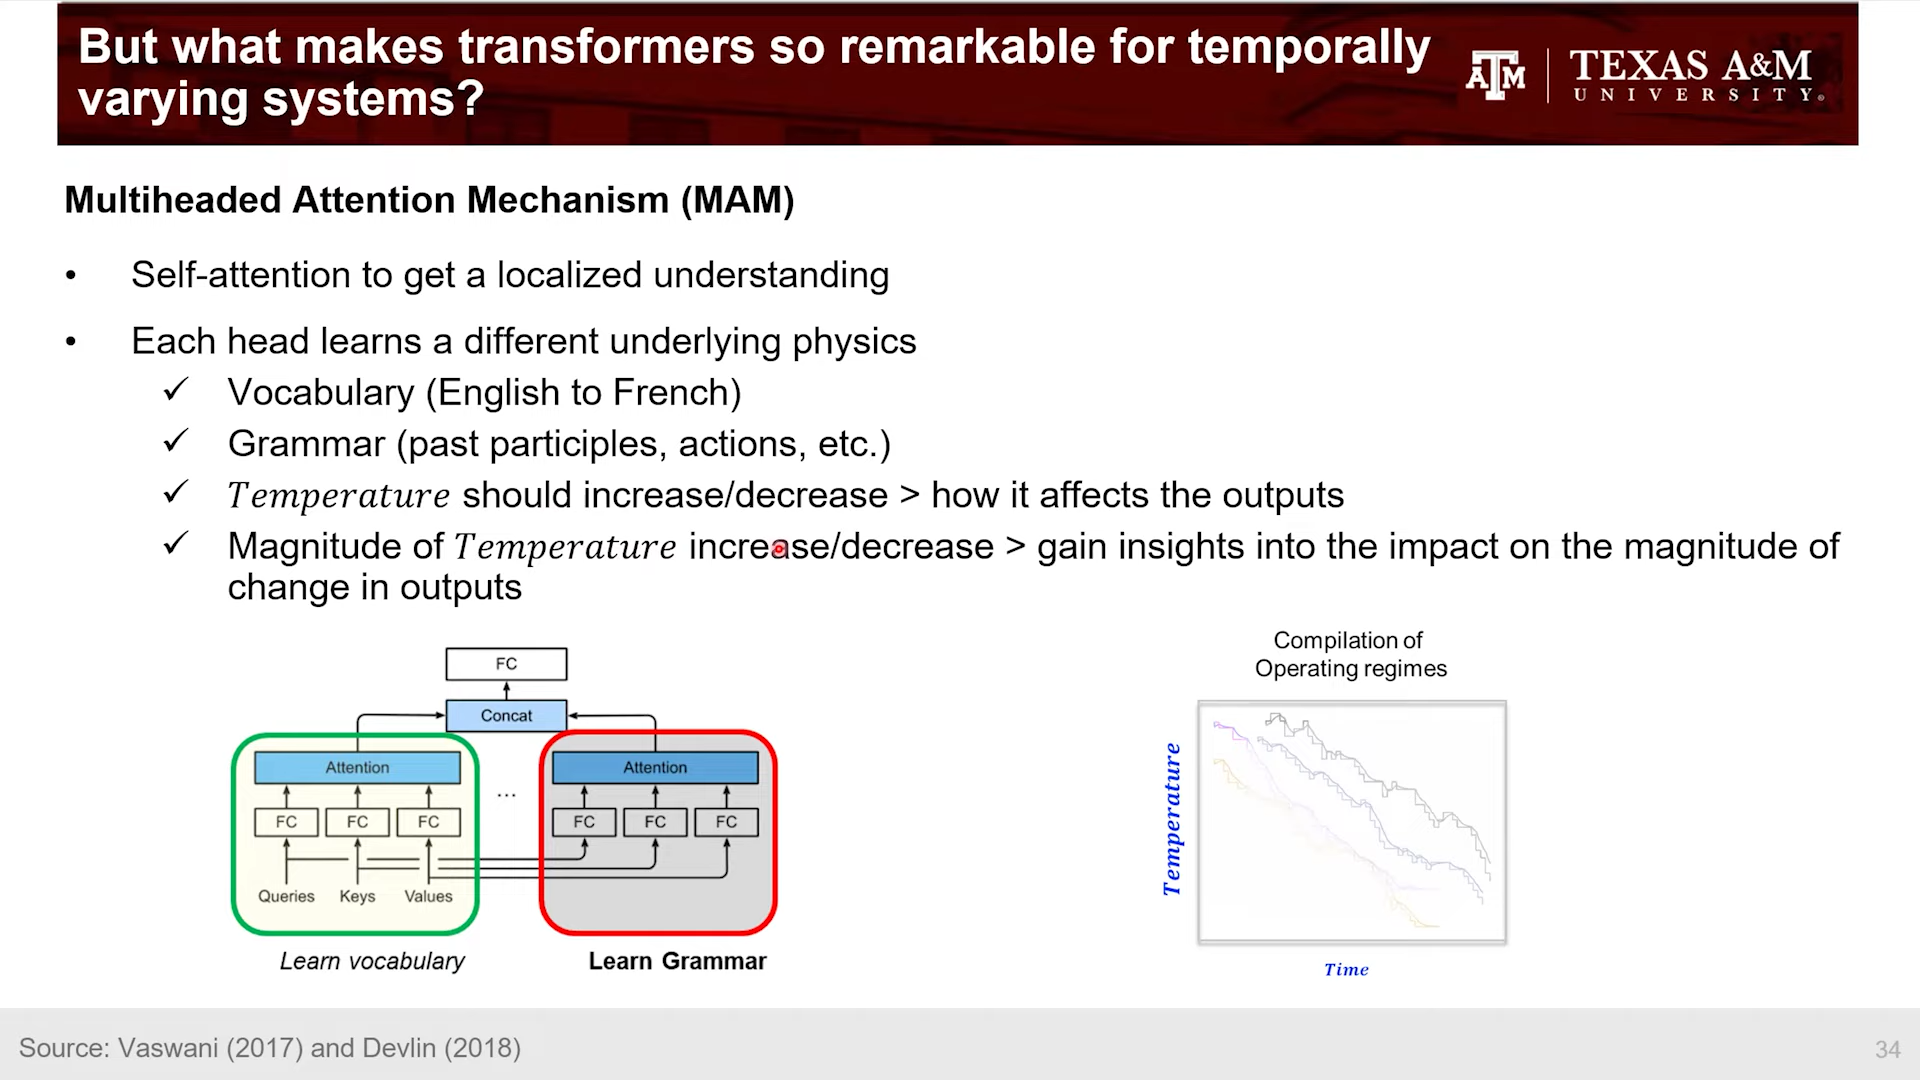 But what makes transformers so remarkable for temporally
varying systems?
ATM
TEXAS A&M
UNIVERSITY®
Multiheaded Attention Mechanism (MAM)
• Self-attention to get a localized understanding
• Each head learns a different underlying physics
✓ Vocabulary (English to French)
✓ Grammar (past participles, actions, etc.)
✓ Temperature should increase/decrease > how it affects the outputs
✓ Magnitude of Temperature increase/decrease > gain insights into the impact on the magnitude of
change in outputs
FC
Concat
Attention
...
Attention
FC FC FC
FC FC FC
Queries Keys Values
Learn vocabulary
Learn Grammar
Compilation of
Operating regimes
Temperature
Time
Source: Vaswani (2017) and Devlin (2018)
34